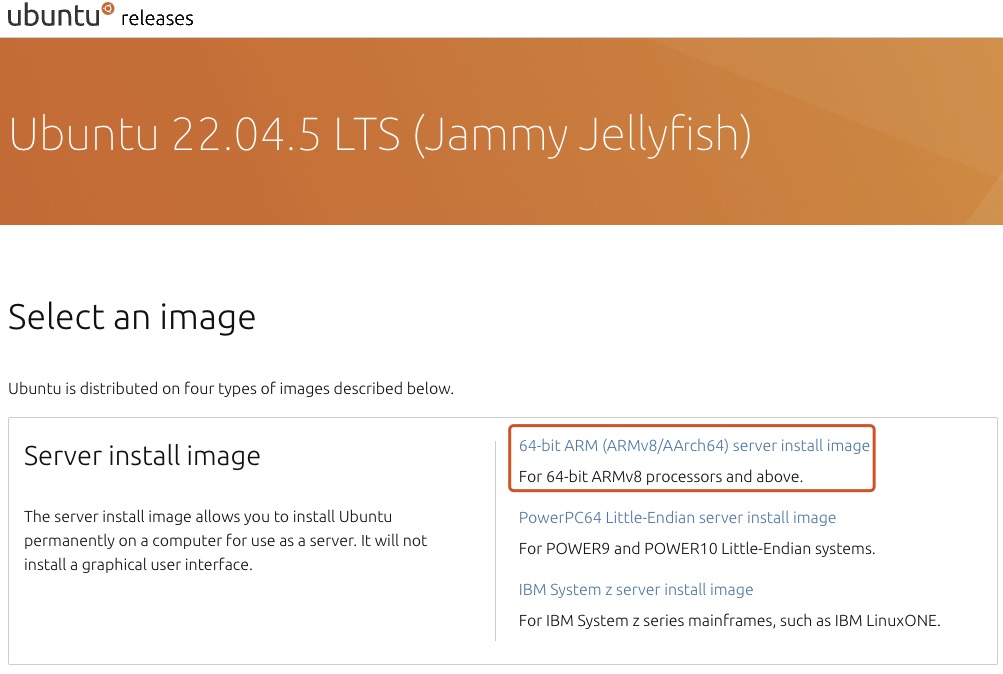 ubuntu releases
Ubuntu 22.04.5 LTS (Jammy Jellyfish)
Select an image
Ubuntu is distributed on four types of images described below.
Server install image
The server install image allows you to install Ubuntu
permanently on a computer for use as a server. It will not
install a graphical user interface.
64-bit ARM (ARMv8/AArch64) server install image
For 64-bit ARMv8 processors and above.
PowerPC64 Little-Endian server install image
For POWER9 and POWER10 Little-Endian systems.
IBM System z server install image
For IBM System z series mainframes, such as IBM LinuxONE.